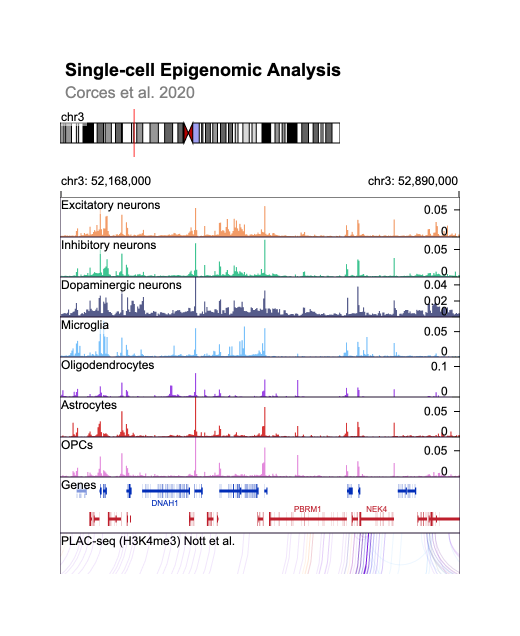 Single-cell Epigenomic Analysis
Corces et al. 2020
chr3
chr3: 52,168,000 chr3: 52,890,000
Excitatory neurons 0.05
0
Inhibitory neurons 0.05
0
Dopaminergic neurons 0.04
0.02
0
Microglia 0.05
0
Oligodendrocytes 0.1
0
Astrocytes 0.05
0
OPCs 0.05
0
Genes
DNAH1
PBRM1 NEK4
PLAC-seq (H3K4me3) Nott et al.